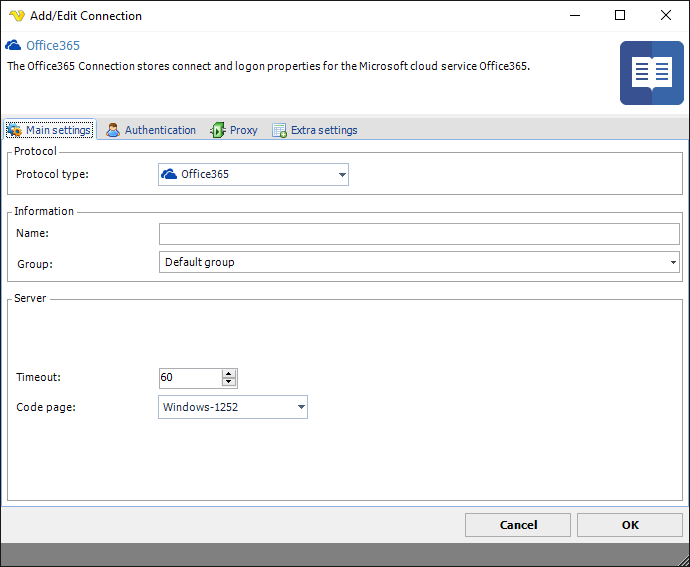 Add/Edit Connection
Office365
The Office365 Connection stores connect and logon properties for the Microsoft cloud service Office365.
Main settings Authentication Proxy Extra settings
Protocol
Protocol type: Office365
Information
Name:
Group: Default group
Server
Timeout: 60
Code page: Windows-1252
Cancel OK